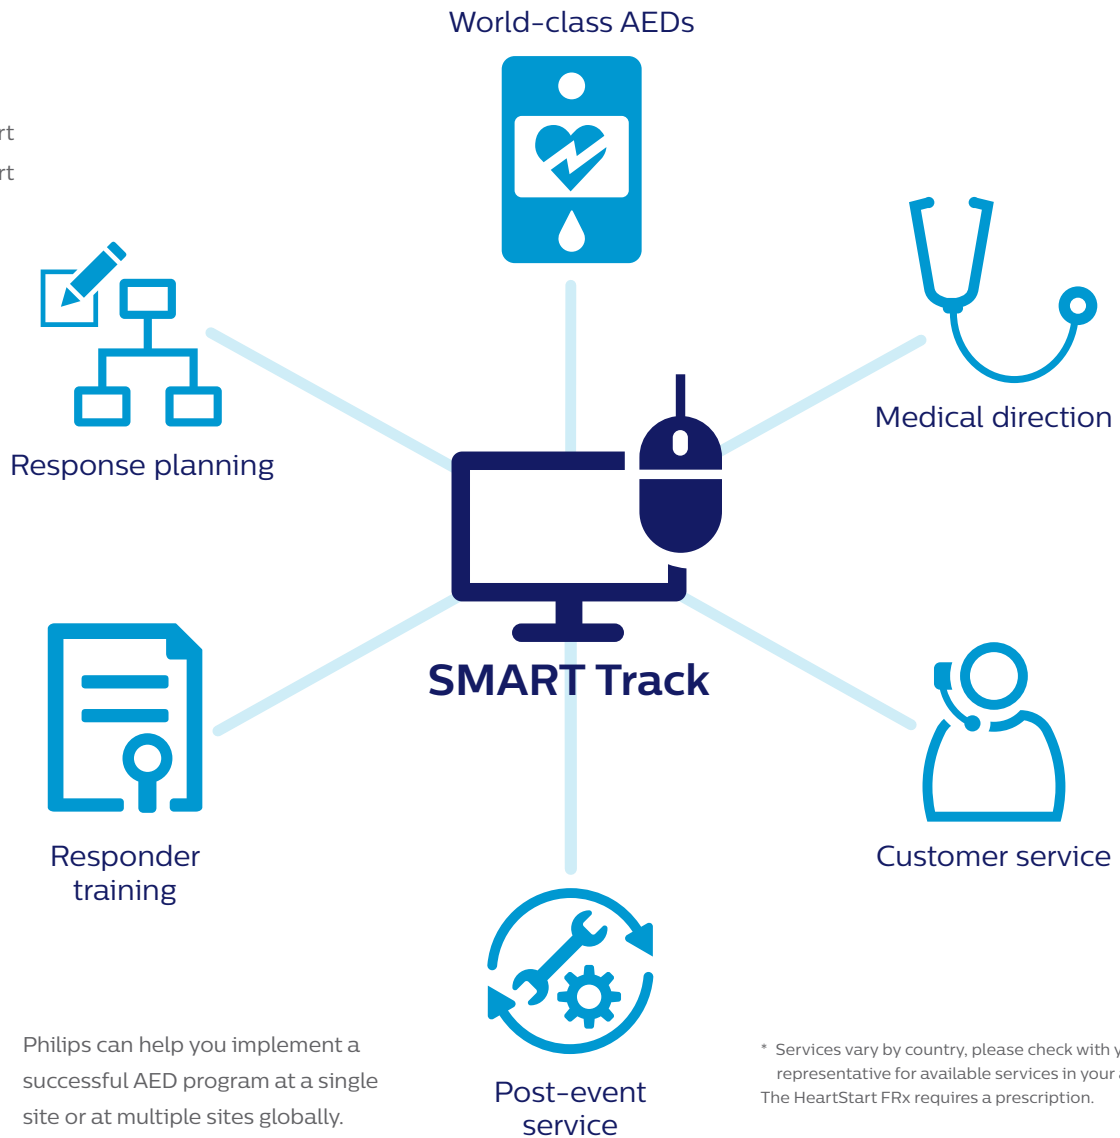 World-class AEDs
Medical direction
Response planning
SMART Track
Responder
training
Customer service
Post-event
service
Philips can help you implement a
successful AED program at a single
site or at multiple sites globally.
* Services vary by country, please check with
representative for available services in your
The HeartStart FRx requires a prescription.